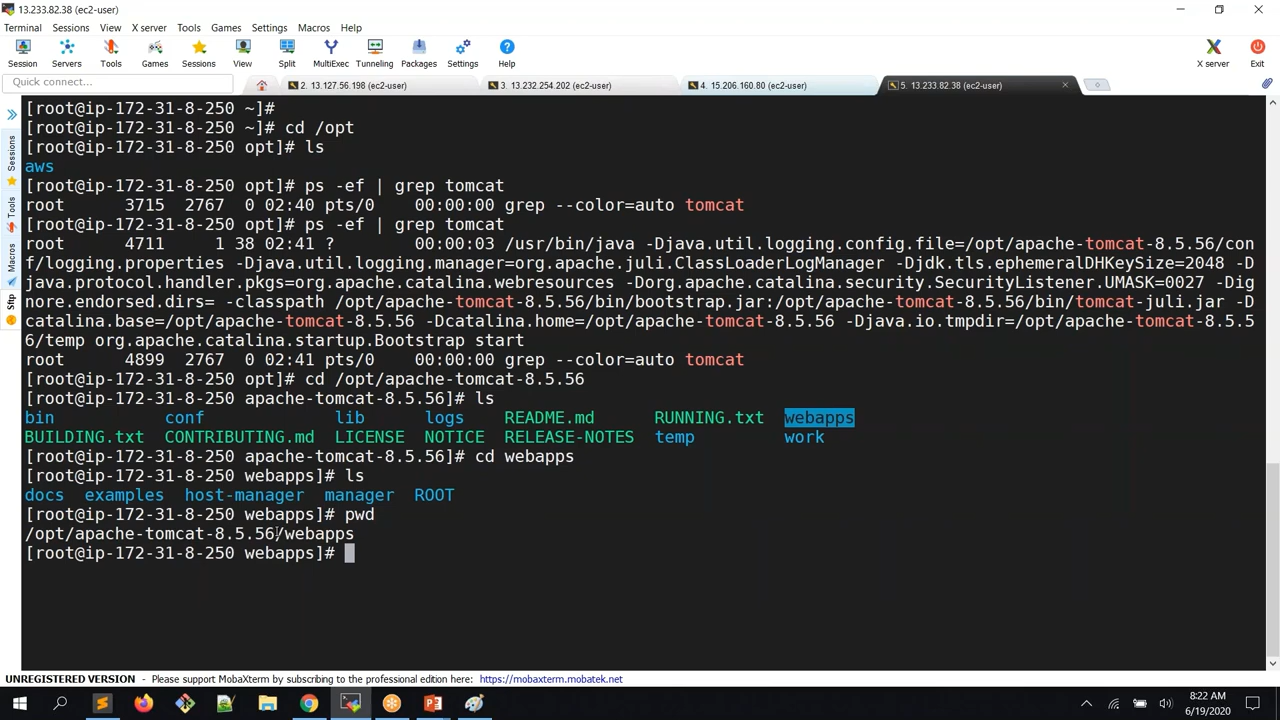 13.233.82.38 (ec2-user)
Terminal Sessions View X server Tools Games Settings Macros Help
Session Servers Tools Games Sessions View Split MultiExec Tunneling Packages Settings Help X server Exit
Quick connect...
2. 13.127.56.198 (ec2-user)
3. 13.232.254.202 (ec2-user)
4. 15.206.160.80 (ec2-user)
5. 13.233.82.38 (ec2-user)
Sessions
Tools
Macros
Sftp
[root@ip-172-31-8-250 ~]#
[root@ip-172-31-8-250 ~]# cd /opt
[root@ip-172-31-8-250 opt]# ls
aws
[root@ip-172-31-8-250 opt]# ps -ef | grep tomcat
root 3715 2767 0 02:40 pts/0 00:00:00 grep --color=auto tomcat
[root@ip-172-31-8-250 opt]# ps -ef | grep tomcat
root 4711 1 38 02:41 ? 00:00:03 /usr/bin/java -Djava.util.logging.config.file=/opt/apache-tomcat-8.5.56/con
f/logging.properties -Djava.util.logging.manager=org.apache.juli.ClassLoaderLogManager -Djdk.tls.ephemeralDHKeySize=2048 -D
java.protocol.handler.pkgs=org.apache.catalina.webresources -Dorg.apache.catalina.security.SecurityListener.UMASK=0027 -Dig
nore.endorsed.dirs= -classpath /opt/apache-tomcat-8.5.56/bin/bootstrap.jar:/opt/apache-tomcat-8.5.56/bin/tomcat-juli.jar -D
catalina.base=/opt/apache-tomcat-8.5.56 -Dcatalina.home=/opt/apache-tomcat-8.5.56 -Djava.io.tmpdir=/opt/apache-tomcat-8.5.5
6/temp org.apache.catalina.startup.Bootstrap start
root 4899 2767 0 02:41 pts/0 00:00:00 grep --color=auto tomcat
[root@ip-172-31-8-250 opt]# cd /opt/apache-tomcat-8.5.56
[root@ip-172-31-8-250 apache-tomcat-8.5.56]# ls
bin conf lib logs README.md RUNNING.txt webapps
BUILDING.txt CONTRIBUTING.md LICENSE NOTICE RELEASE-NOTES temp work
[root@ip-172-31-8-250 apache-tomcat-8.5.56]# cd webapps
[root@ip-172-31-8-250 webapps]# ls
docs examples host-manager manager ROOT
[root@ip-172-31-8-250 webapps]# pwd
/opt/apache-tomcat-8.5.56/webapps
[root@ip-172-31-8-250 webapps]#
UNREGISTERED VERSION - Please support MobaXterm by subscribing to the professional edition here: https://mobaxterm.mobatek.net
8:22 AM
6/19/2020